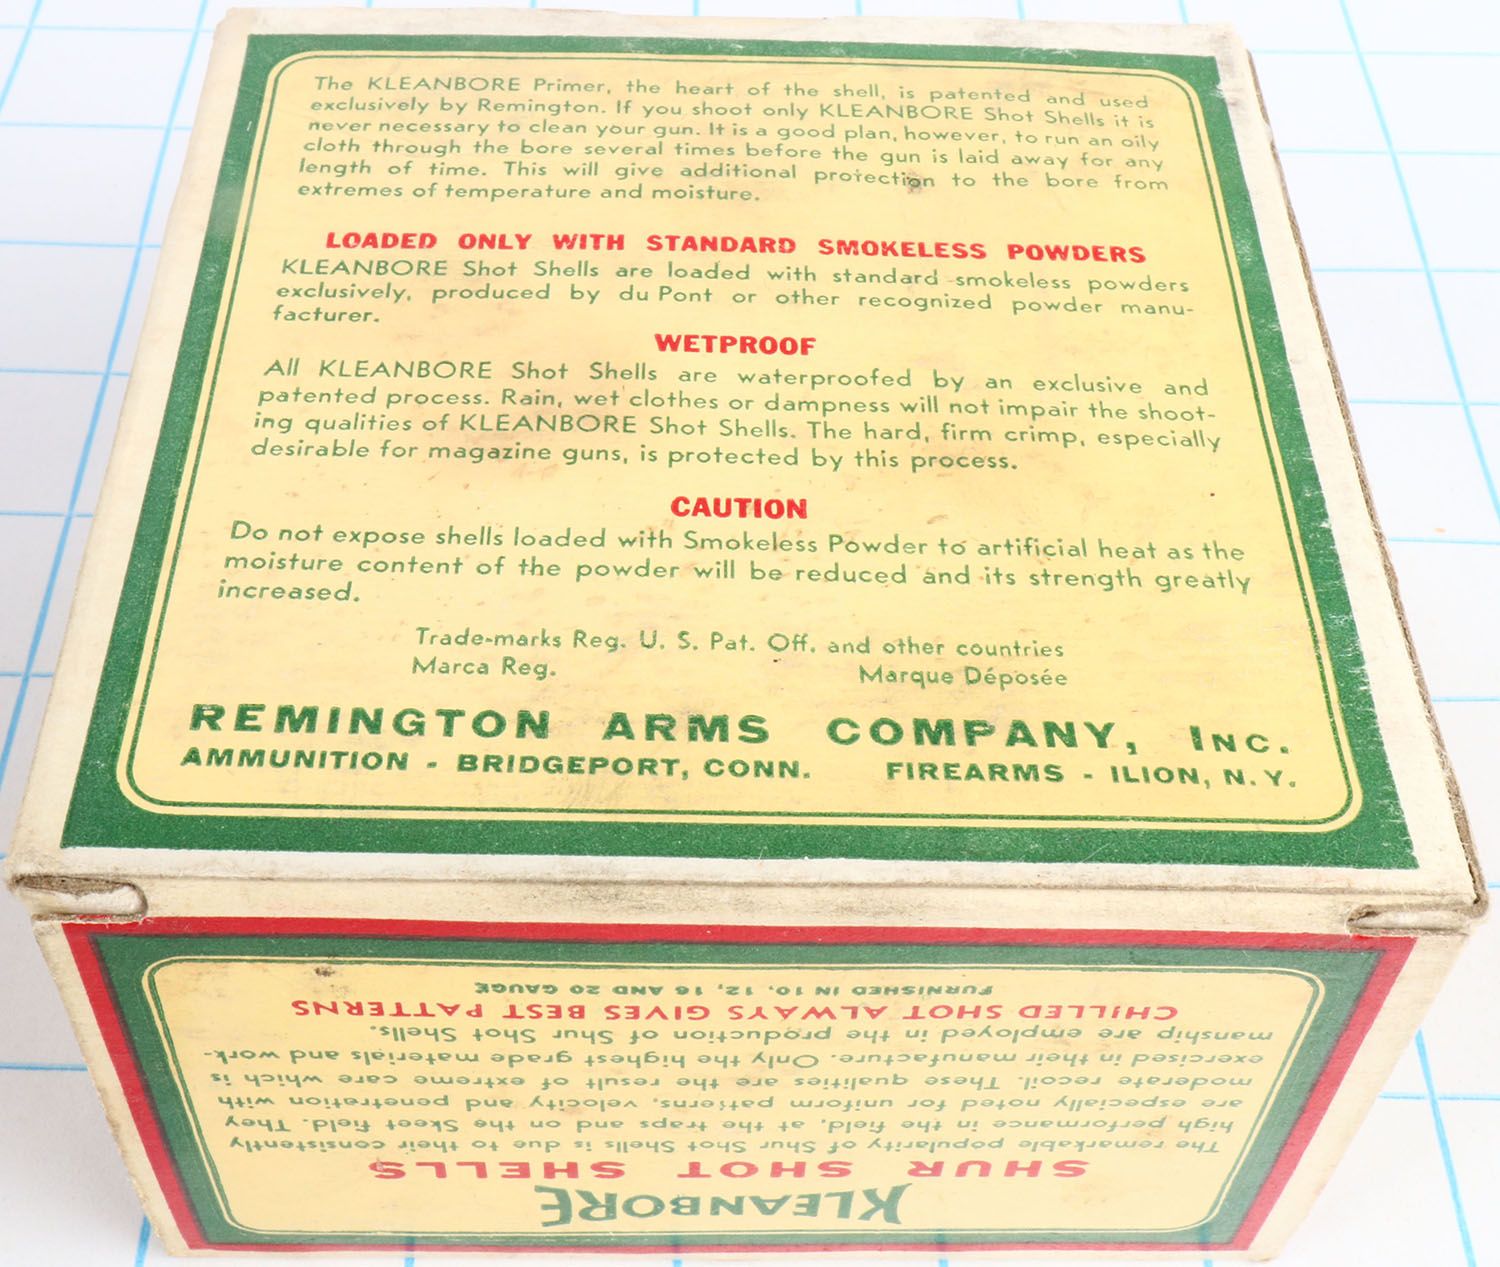 The KLEANBORE Primer, the heart of the shell, is patented and used
exclusively by Remington. If you shoot only KLEANBORE Shot Shells it is
never necessary to clean your gun. It is a good plan, however, to run an oily
cloth through the bore several times before the gun is laid away for any
length of time. This will give additional protection to the bore from
extremes of temperature and moisture.
LOADED ONLY WITH STANDARD SMOKELESS POWDERS
KLEANBORE Shot Shells are loaded with standard smokeless powders
exclusively, produced by du Pont or other recognized powder manu-
facturer.
WETPROOF
All KLEANBORE Shot Shells are waterproofed by an exclusive and
patented process. Rain, wet clothes or dampness will not impair the shoot-
ing qualities of KLEANBORE Shot Shells. The hard, firm crimp, especially
desirable for magazine guns, is protected by this process.
CAUTION
Do not expose shells loaded with Smokeless Powder to artificial heat as the
moisture content of the powder will be reduced and its strength greatly
increased.
Trade-marks Reg. U. S. Pat. Off. and other countries
Marca Reg. Marque Déposée
REMINGTON ARMS COMPANY, INC.
AMMUNITION - BRIDGEPORT, CONN. FIREARMS - ILION, N. Y.
KLEANBORE
SHUR SHOT SHELLS
The remarkable popularity of Shur Shot Shells is due to their consistently
high performance in the field, at the traps and on the Skeet field. They
are especially noted for uniform patterns, velocity and penetration with
moderate recoil. These qualities are the result of extreme care which is
exercised in their manufacture. Only the highest grade materials and work-
manship are employed in the production of Shur Shot Shells.
CHILLED SHOT ALWAYS GIVES BEST PATTERNS
FURNISHED IN 10, 12, 16 AND 20 GAUGE